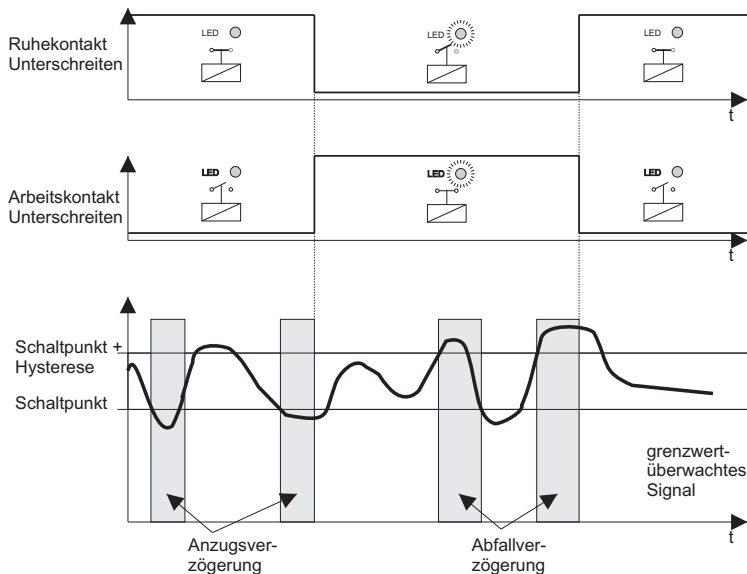 Ruhekontakt
Unterschreiten
LED
LED
LED
t
Arbeitskontakt
Unterschreiten
LED
LED
LED
t
Schaltpunkt +
Hysterese
Schaltpunkt
grenzwert-
überwachtes
Signal
t
Anzugsver-
zögerung
Abfallver-
zögerung